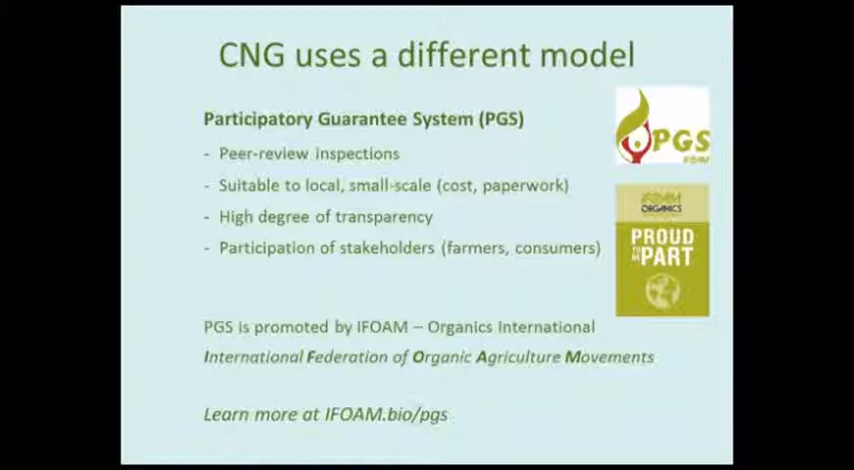 CNG uses a different model
Participatory Guarantee System (PGS)
- Peer-review inspections
- Suitable to local, small-scale (cost, paperwork)
- High degree of transparency
- Participation of stakeholders (farmers, consumers)
PGS is promoted by IFOAM – Organics International
International Federation of Organic Agriculture Movements
Learn more at IFOAM.bio/pgs
PGS
IFOAM
IFOAM
ORGANICS
PROUD
TO BE PART